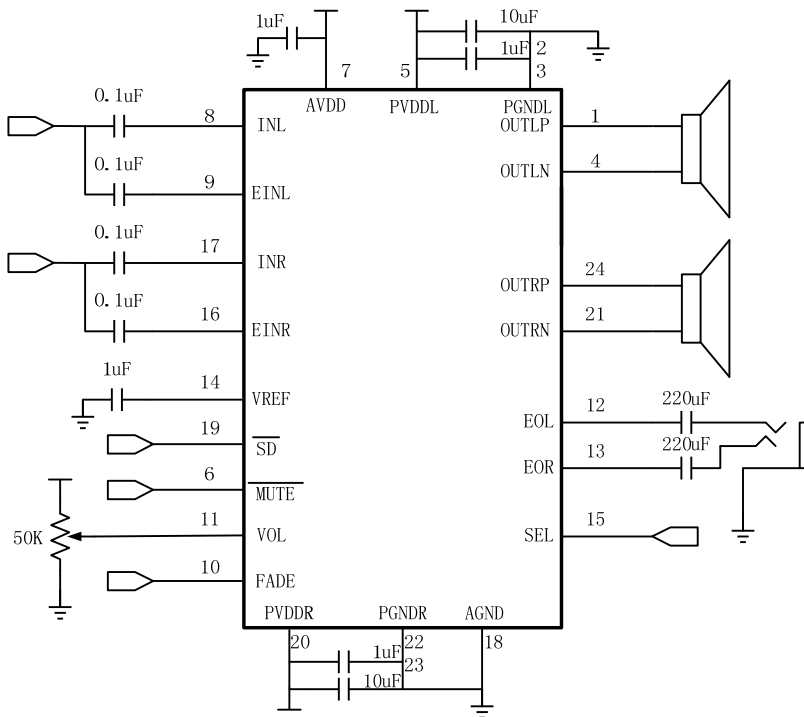 1uF
10uF
1uF 2
7 5 3
AVDD PVDDL PGNDL
0.1uF 8 INL
OUTLP 1
0.1uF 9 EINL
OUTLN 4
0.1uF 17 INR
OUTRP 24
0.1uF 16 EINR
OUTRN 21
1uF 14 VREF
EOL 12 220uF
19 SD
EOR 13 220uF
6 MUTE
50K 11 VOL
SEL 15
10 FADE
PVDDR PGNDR AGND
20 22 18
1uF 23
10uF